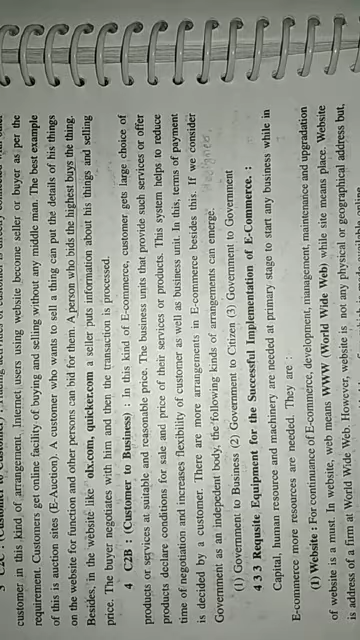 3 C2C : (Customer to Customer) :
customer in this kind of arrangement. Internet users using website become seller or buyer as per the
requirement. Customers get online facility of buying and selling without any middle man. The best example
of this is auction sites (E-Auction). A customer who wants to sell a thing can put the details of his things
on the website for function and other persons can bid for them. A person who bids the highest buys the thing.
Besides, in the website like olx.com, quicker.com a seller puts information about his things and selling
price. The buyer negotiates with him and then the transaction is processed.
4 C2B : (Customer to Business) : In this kind of E-commerce, customer gets large choice of
products or services at suitable and reasonable price. The business units that provide such services or offer
products declare conditions for sale and price of their services or products. This system helps to reduce
time of negotiation and increases flexibility of customer as well as business unit. In this, terms of payment
is decided by a customer. There are more arrangements in E-commerce besides this. If we consider
Government as an independent body, the following kinds of arrangements can emerge.
(1) Government to Business (2) Government to Citizen (3) Government to Government
4 3 3 Requisite Equipment for the Successful Implementation of E-Commerce. :
Capital, human resource and machinery are needed at primary stage to start any business while in
E-commerce more resources are needed. They are :
(1) Website : For continuance of E-commerce, development, management, maintenance and upgradation
of website is a must. In website, web means WWW (World Wide Web) while site means place. Website
is address of a firm at World Wide Web. However, website is not any physical or geographical address but,